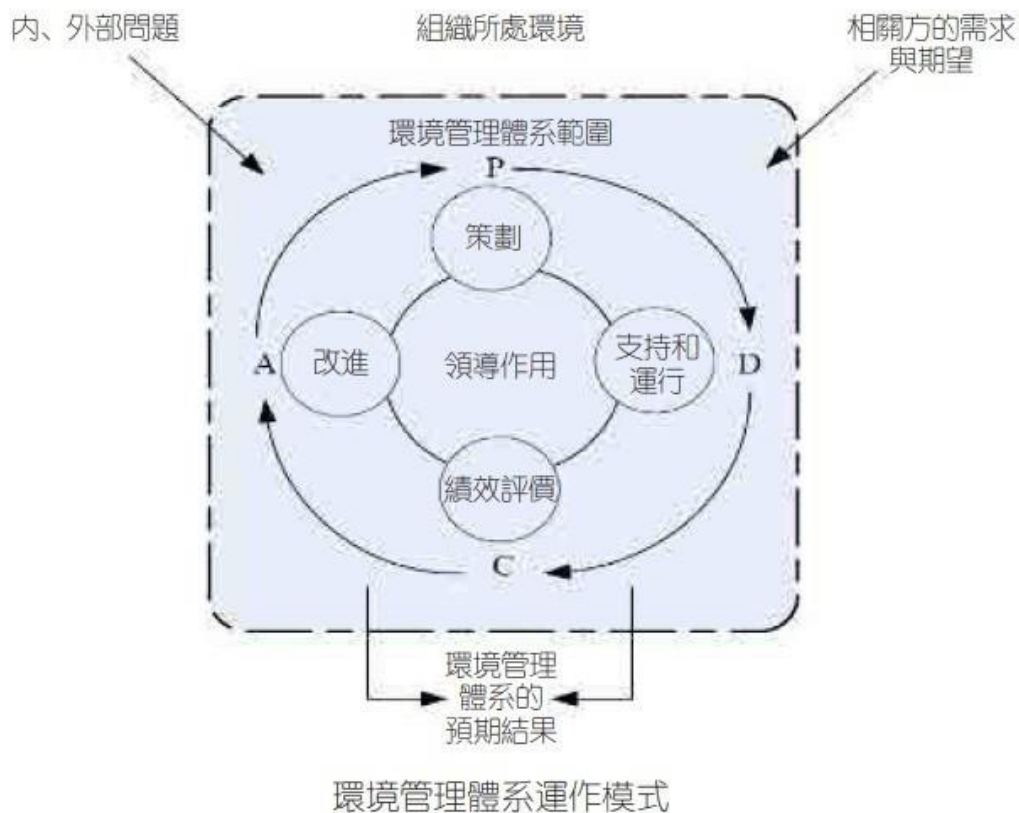 內、外部問題
組織所處環境
相關方的需求
與期望
環境管理體系範圍
P
策劃
A
改進
領導作用
支持和
運行
D
績效評價
C
環境管理
體系的
預期結果
環境管理體系運作模式